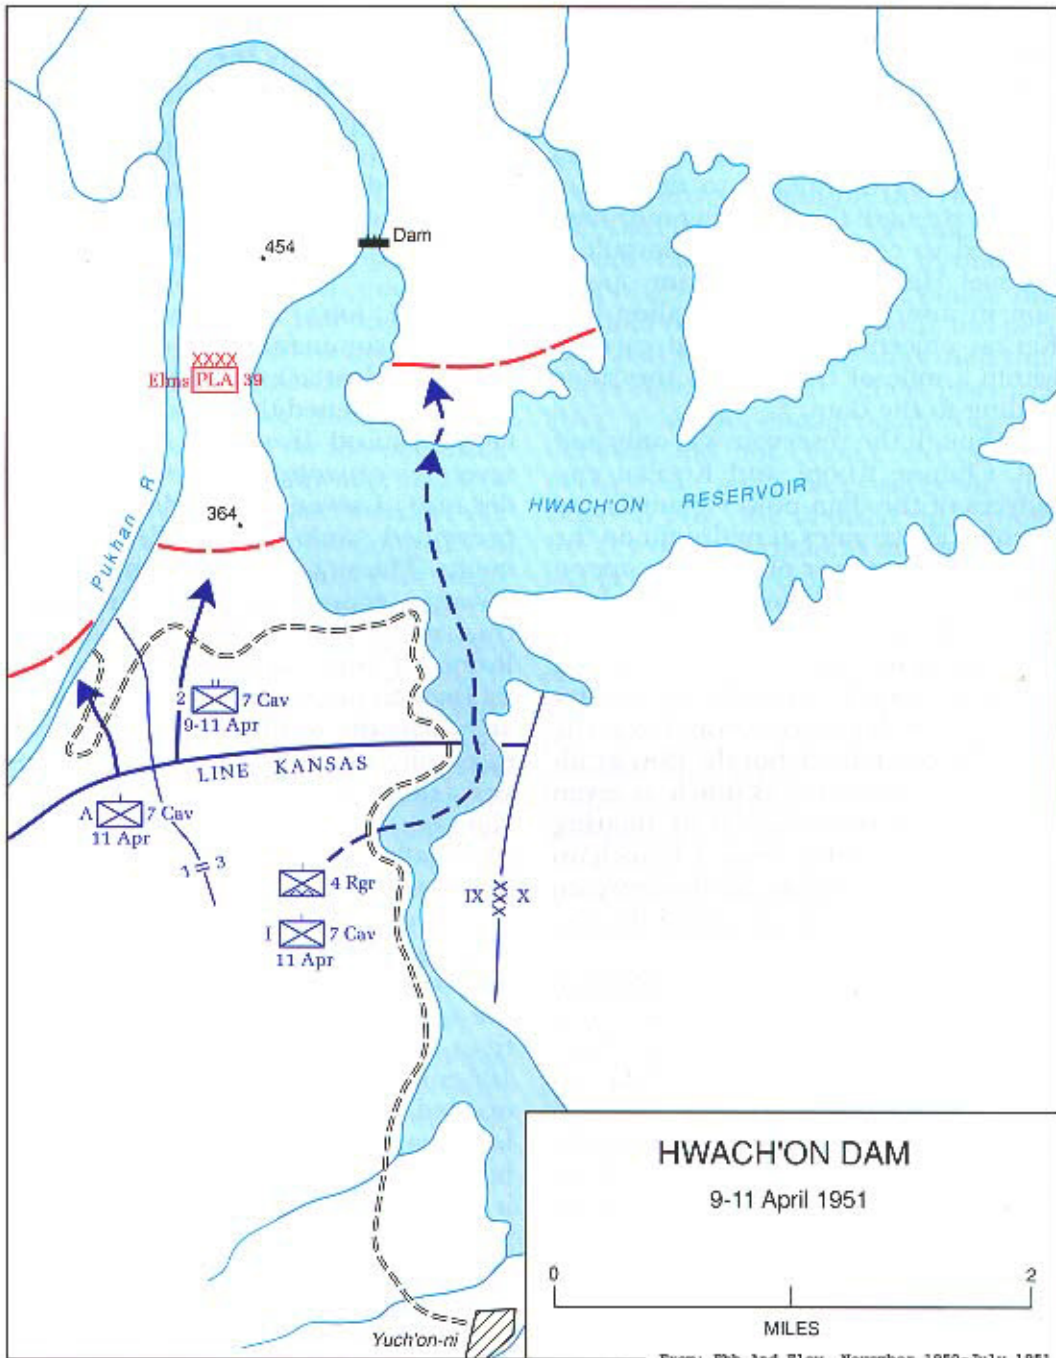 Dam
454
XXXX
Elms PLA 39
Pukhan R
364
HWACH'ON RESERVOIR
2 7 Cav
9-11 Apr
LINE KANSAS
A 7 Cav
11 Apr
1 3
4 Rgr
I 7 Cav
11 Apr
IX XXX X
HWACH'ON DAM
9-11 April 1951
0 2
MILES
Yuch'on-ni